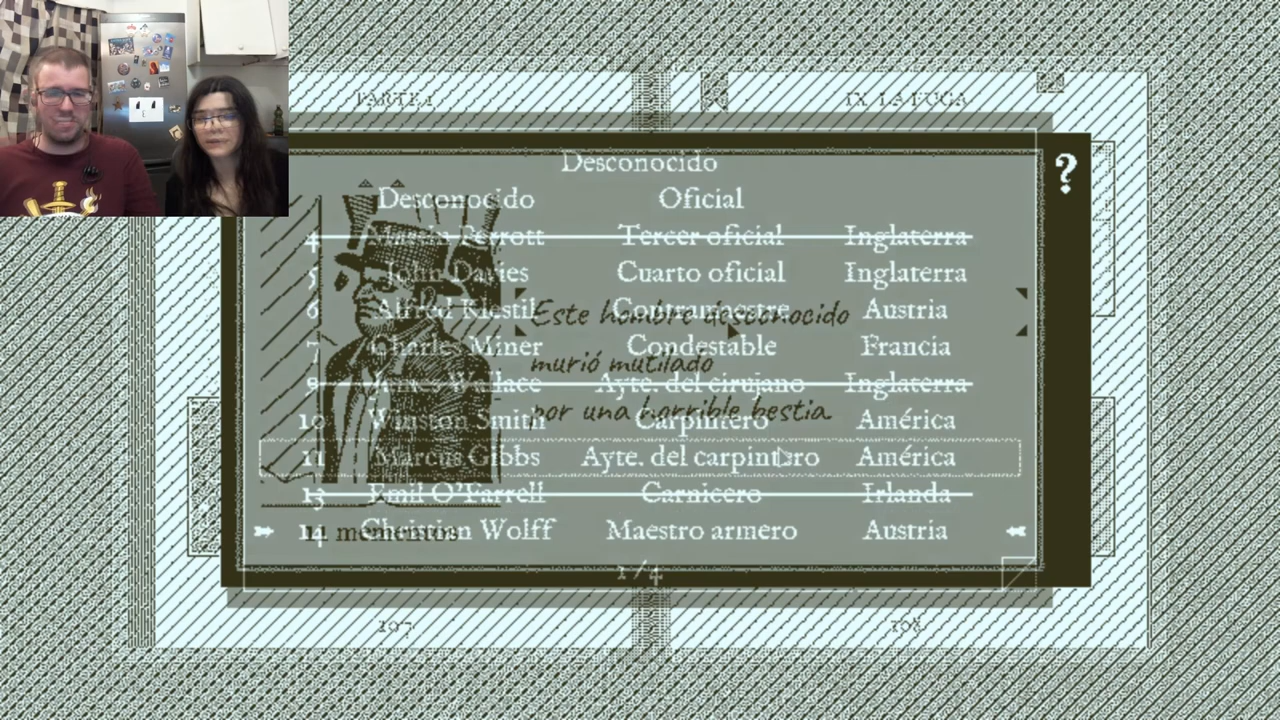 PARTE 1
IX LA FUGA
Desconocido
?
Desconocido Oficial
4 Martin Perrott Tercer oficial Inglaterra
5 John Davies Cuarto oficial Inglaterra
6 Alfred Klestil Contramaestre Austria
Este hombre desconocido
7 Charles Miner Condestable Francia
murió mutilado
9 James Wallace Ayte. del cirujano Inglaterra
por una horrible bestia.
10 Winston Smith Carpintero América
11 Marcus Gibbs Ayte. del carpintero América
13 Emil O'Farrell Carnicero Irlanda
14 Christian Wolff Maestro armero Austria
11 mementos
1/4
107
108